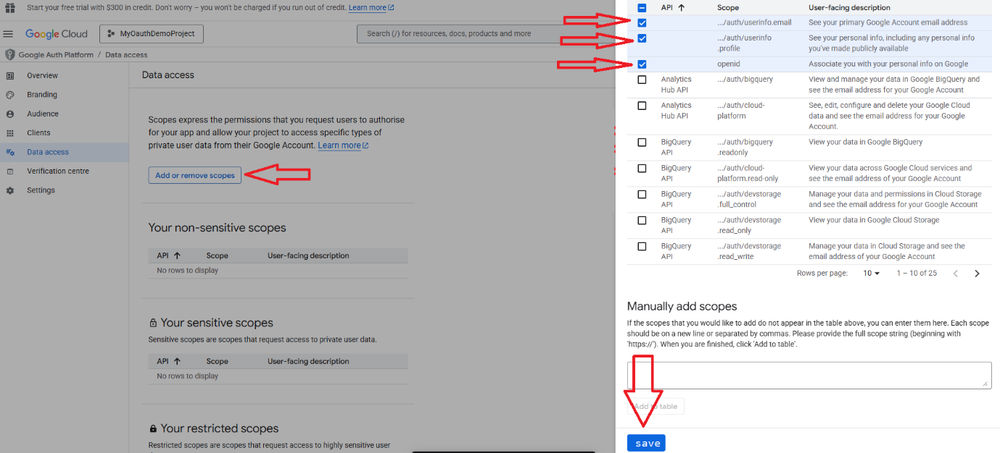 Start your free trial with $300 in credit. Don't worry – you won't be charged if you run out of credit. Learn more
Google Cloud
MyOauthDemoProject
Search (/) for resources, docs, products and more
Google Auth Platform / Data access
Overview
Branding
Audience
Clients
Data access
Verification centre
Settings
Data access
Scopes express the permissions that you request users to authorise
for your app and allow your project to access specific types of
private user data from their Google Account. Learn more
Add or remove scopes
Your non-sensitive scopes
API Scope User-facing description
No rows to display
Your sensitive scopes
Sensitive scopes are scopes that request access to private user data.
API Scope User-facing description
No rows to display
Your restricted scopes
Restricted scopes are scopes that request access to highly sensitive user
API Scope User-facing description
.../auth/userinfo.email See your primary Google Account email address
.../auth/userinfo See your personal info, including any personal info
.profile you've made publicly available
openid Associate you with your personal info on Google
Analytics .../auth/bigquery View and manage your data in Google BigQuery and
Hub API see the email address for your Google Account
Analytics .../auth/cloud- See, edit, configure and delete your Google Cloud
Hub API platform data and see the email address for your Google
Account.
BigQuery .../auth/bigquery View your data in Google BigQuery
API .readonly
BigQuery .../auth/cloud- View your data across Google Cloud services and
API platform.read-only see the email address of your Google Account
BigQuery .../auth/devstorage Manage your data and permissions in Cloud Storage
API .full_control and see the email address for your Google Account
BigQuery .../auth/devstorage View your data in Google Cloud Storage
API .read_only
BigQuery .../auth/devstorage Manage your data in Cloud Storage and see the
API .read_write email address of your Google Account
Rows per page: 10 1 – 10 of 25
Manually add scopes
If the scopes that you would like to add do not appear in the table above, you can enter them here. Each scope
should be on a new line or separated by commas. Please provide the full scope string (beginning with
'https://'). When you are finished, click 'Add to table'.
Add to table
save